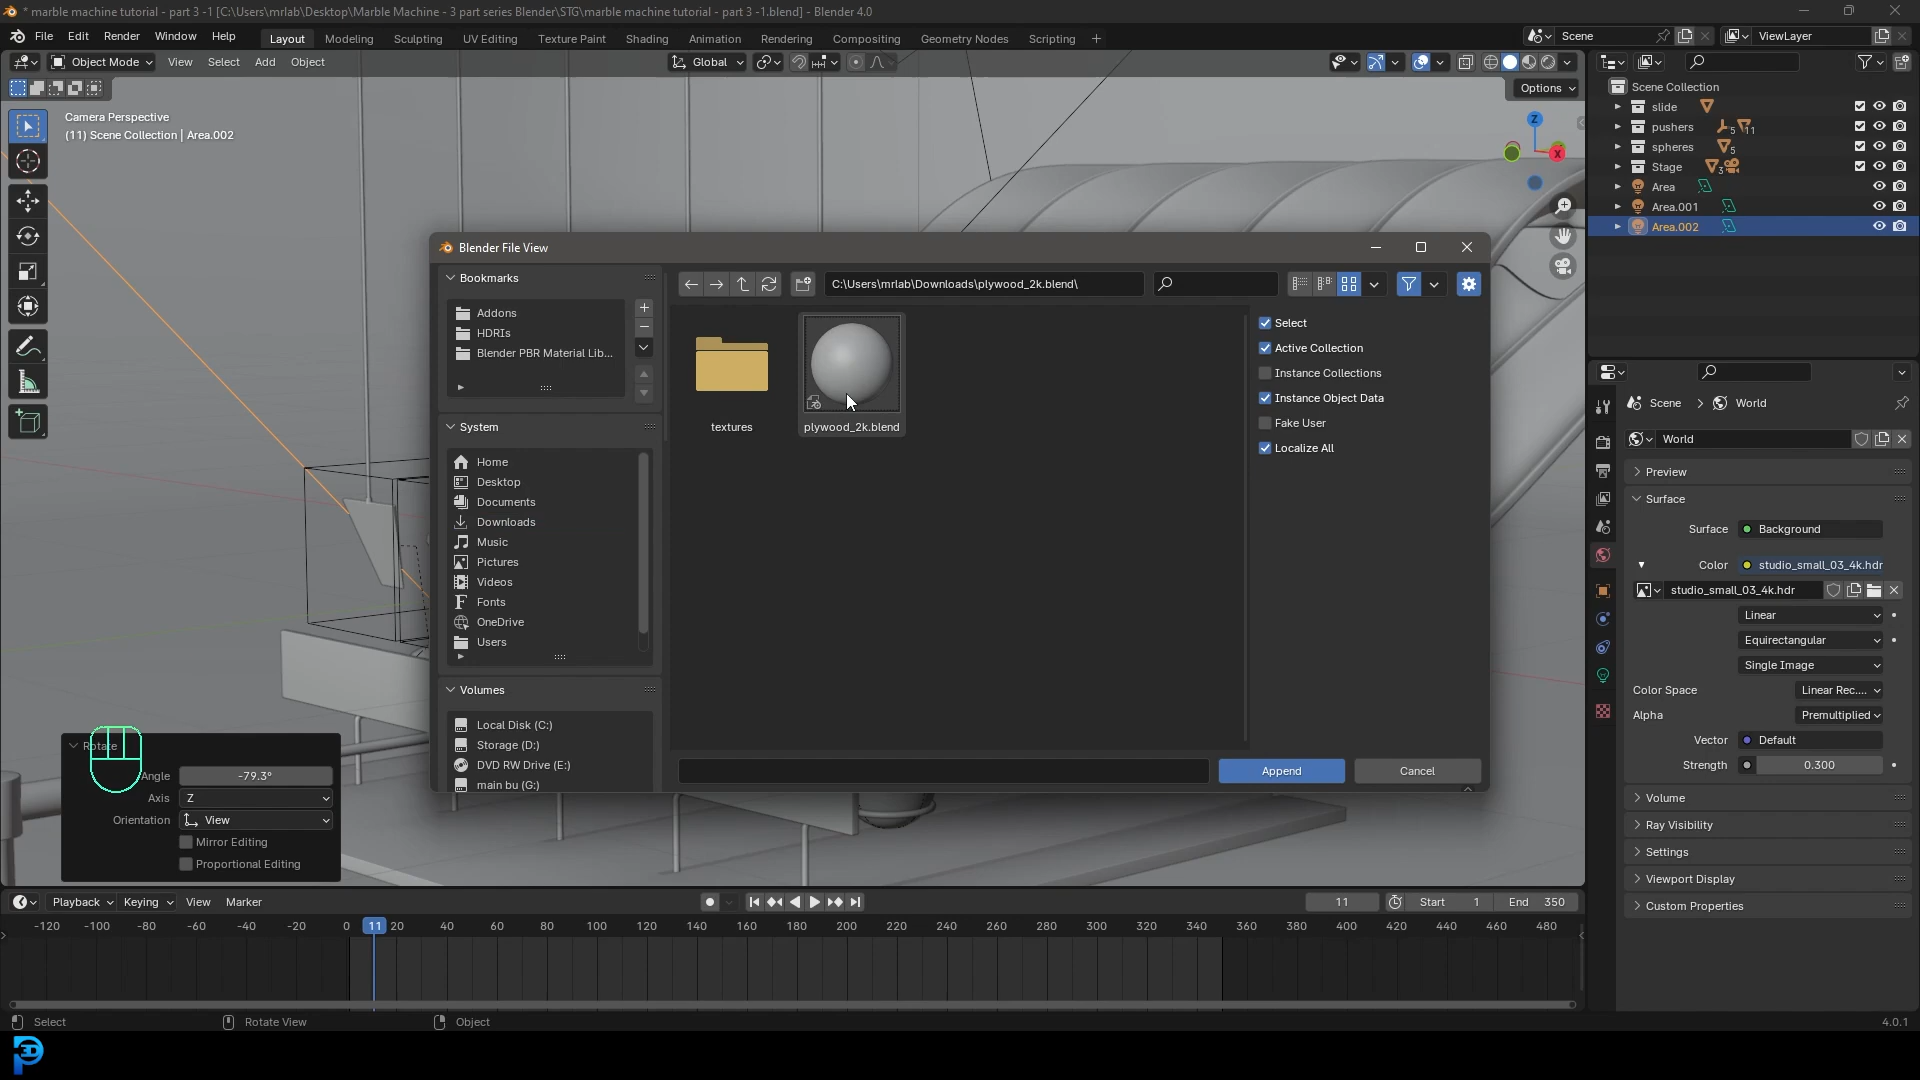 * marble machine tutorial - part 3 -1 [C:\Users\mrlab\Desktop\Marble Machine - 3 part series Blender\STG\marble machine tutorial - part 3 -1.blend] - Blender 4.0
File Edit Render Window Help
Layout Modeling Sculpting UV Editing Texture Paint Shading Animation Rendering Compositing Geometry Nodes Scripting +
Scene
ViewLayer
Object Mode View Select Add Object
Global
Options
Camera Perspective
(11) Scene Collection | Area.002
Z
X
Scene Collection
slide
pushers 5 11
spheres 5
Stage 3
Area
Area.001
Area.002
Blender File View
Bookmarks
Addons
HDRIs
Blender PBR Material Lib...
System
Home
Desktop
Documents
Downloads
Music
Pictures
Videos
Fonts
OneDrive
Users
Volumes
Local Disk (C:)
Storage (D:)
DVD RW Drive (E:)
main bu (G:)
C:\Users\mrlab\Downloads\plywood_2k.blend\
textures
plywood_2k.blend
Select
Active Collection
Instance Collections
Instance Object Data
Fake User
Localize All
Append
Cancel
Scene > World
World
Preview
Surface
Surface Background
Color studio_small_03_4k.hdr
studio_small_03_4k.hdr
Linear
Equirectangular
Single Image
Color Space Linear Rec....
Alpha Premultiplied
Vector Default
Strength 0.300
Volume
Ray Visibility
Settings
Viewport Display
Custom Properties
Rotate
Angle -79.3°
Axis Z
Orientation View
Mirror Editing
Proportional Editing
Playback Keying View Marker
11
Start 1
End 350
-120 -100 -80 -60 -40 -20 0 11 20 40 60 80 100 120 140 160 180 200 220 240 260 280 300 320 340 360 380 400 420 440 460 480
Select
Rotate View
Object
4.0.1